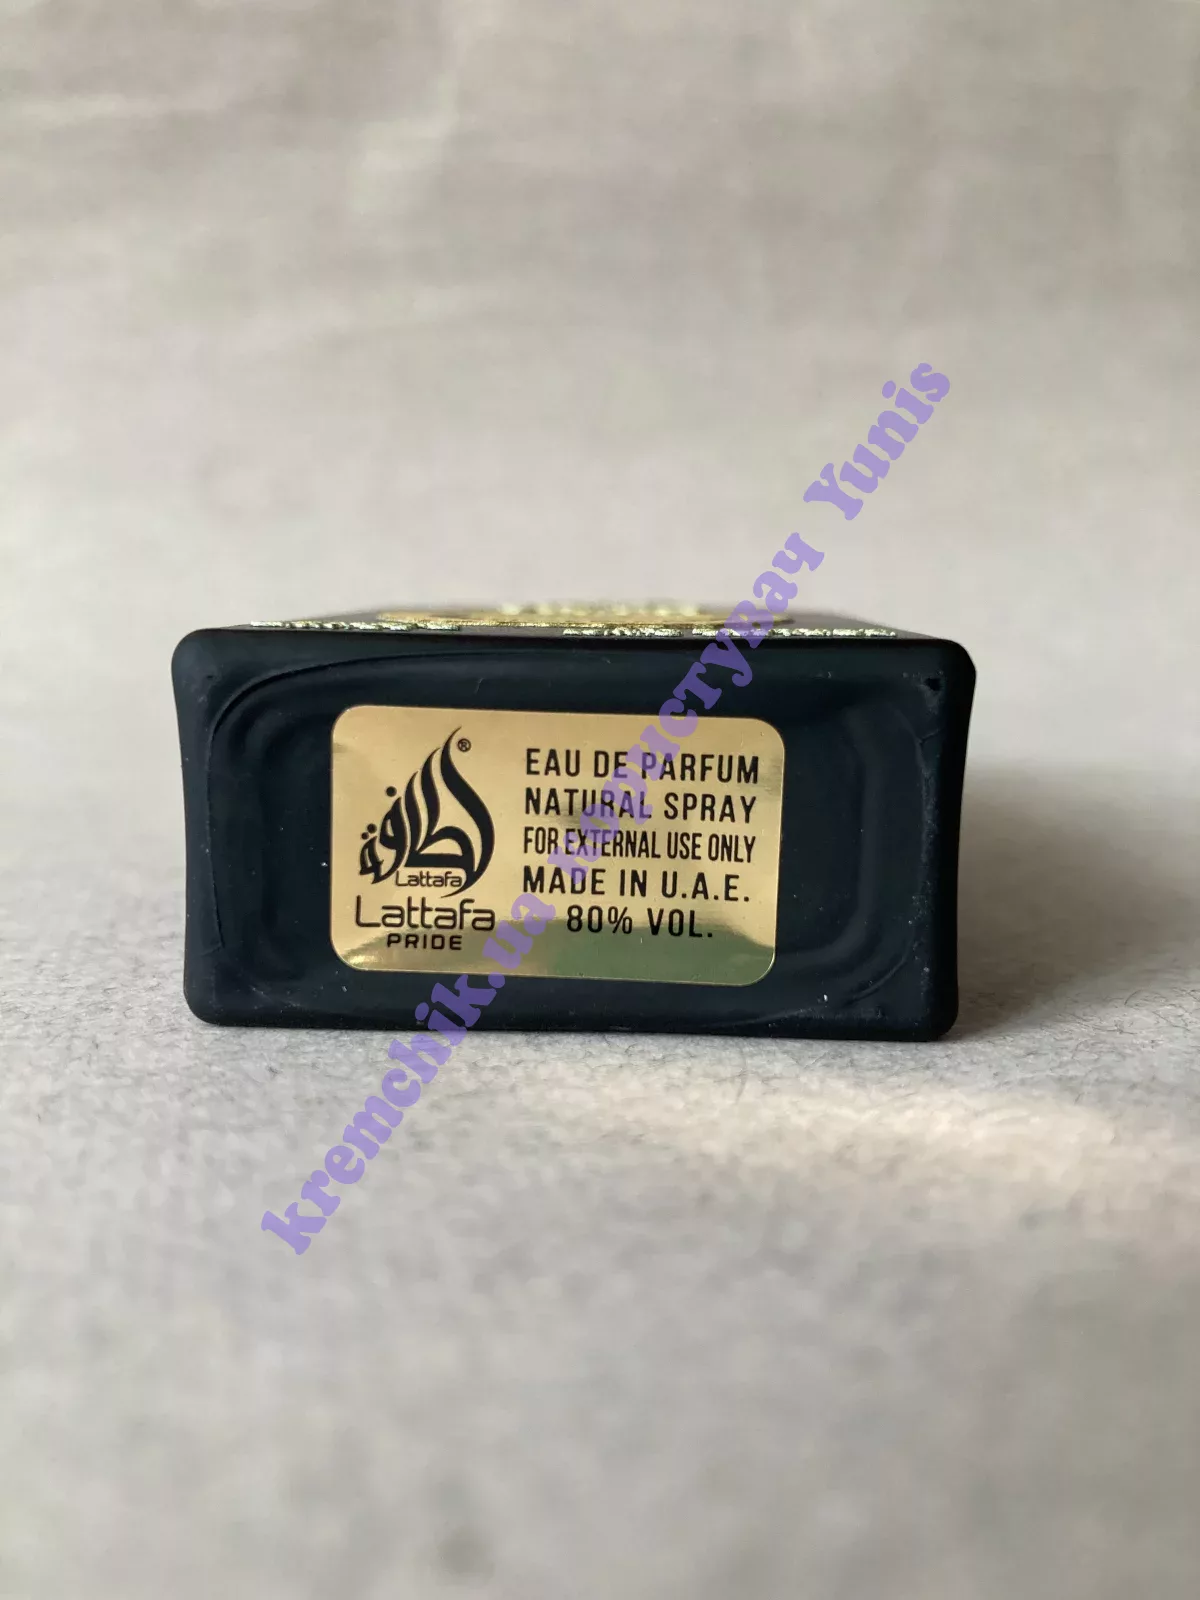 لطافة
®
Lattafa
Lattafa
PRIDE
EAU DE PARFUM
NATURAL SPRAY
FOR EXTERNAL USE ONLY
MADE IN U.A.E.
80% VOL.
kremchik.ua користувач Yunis